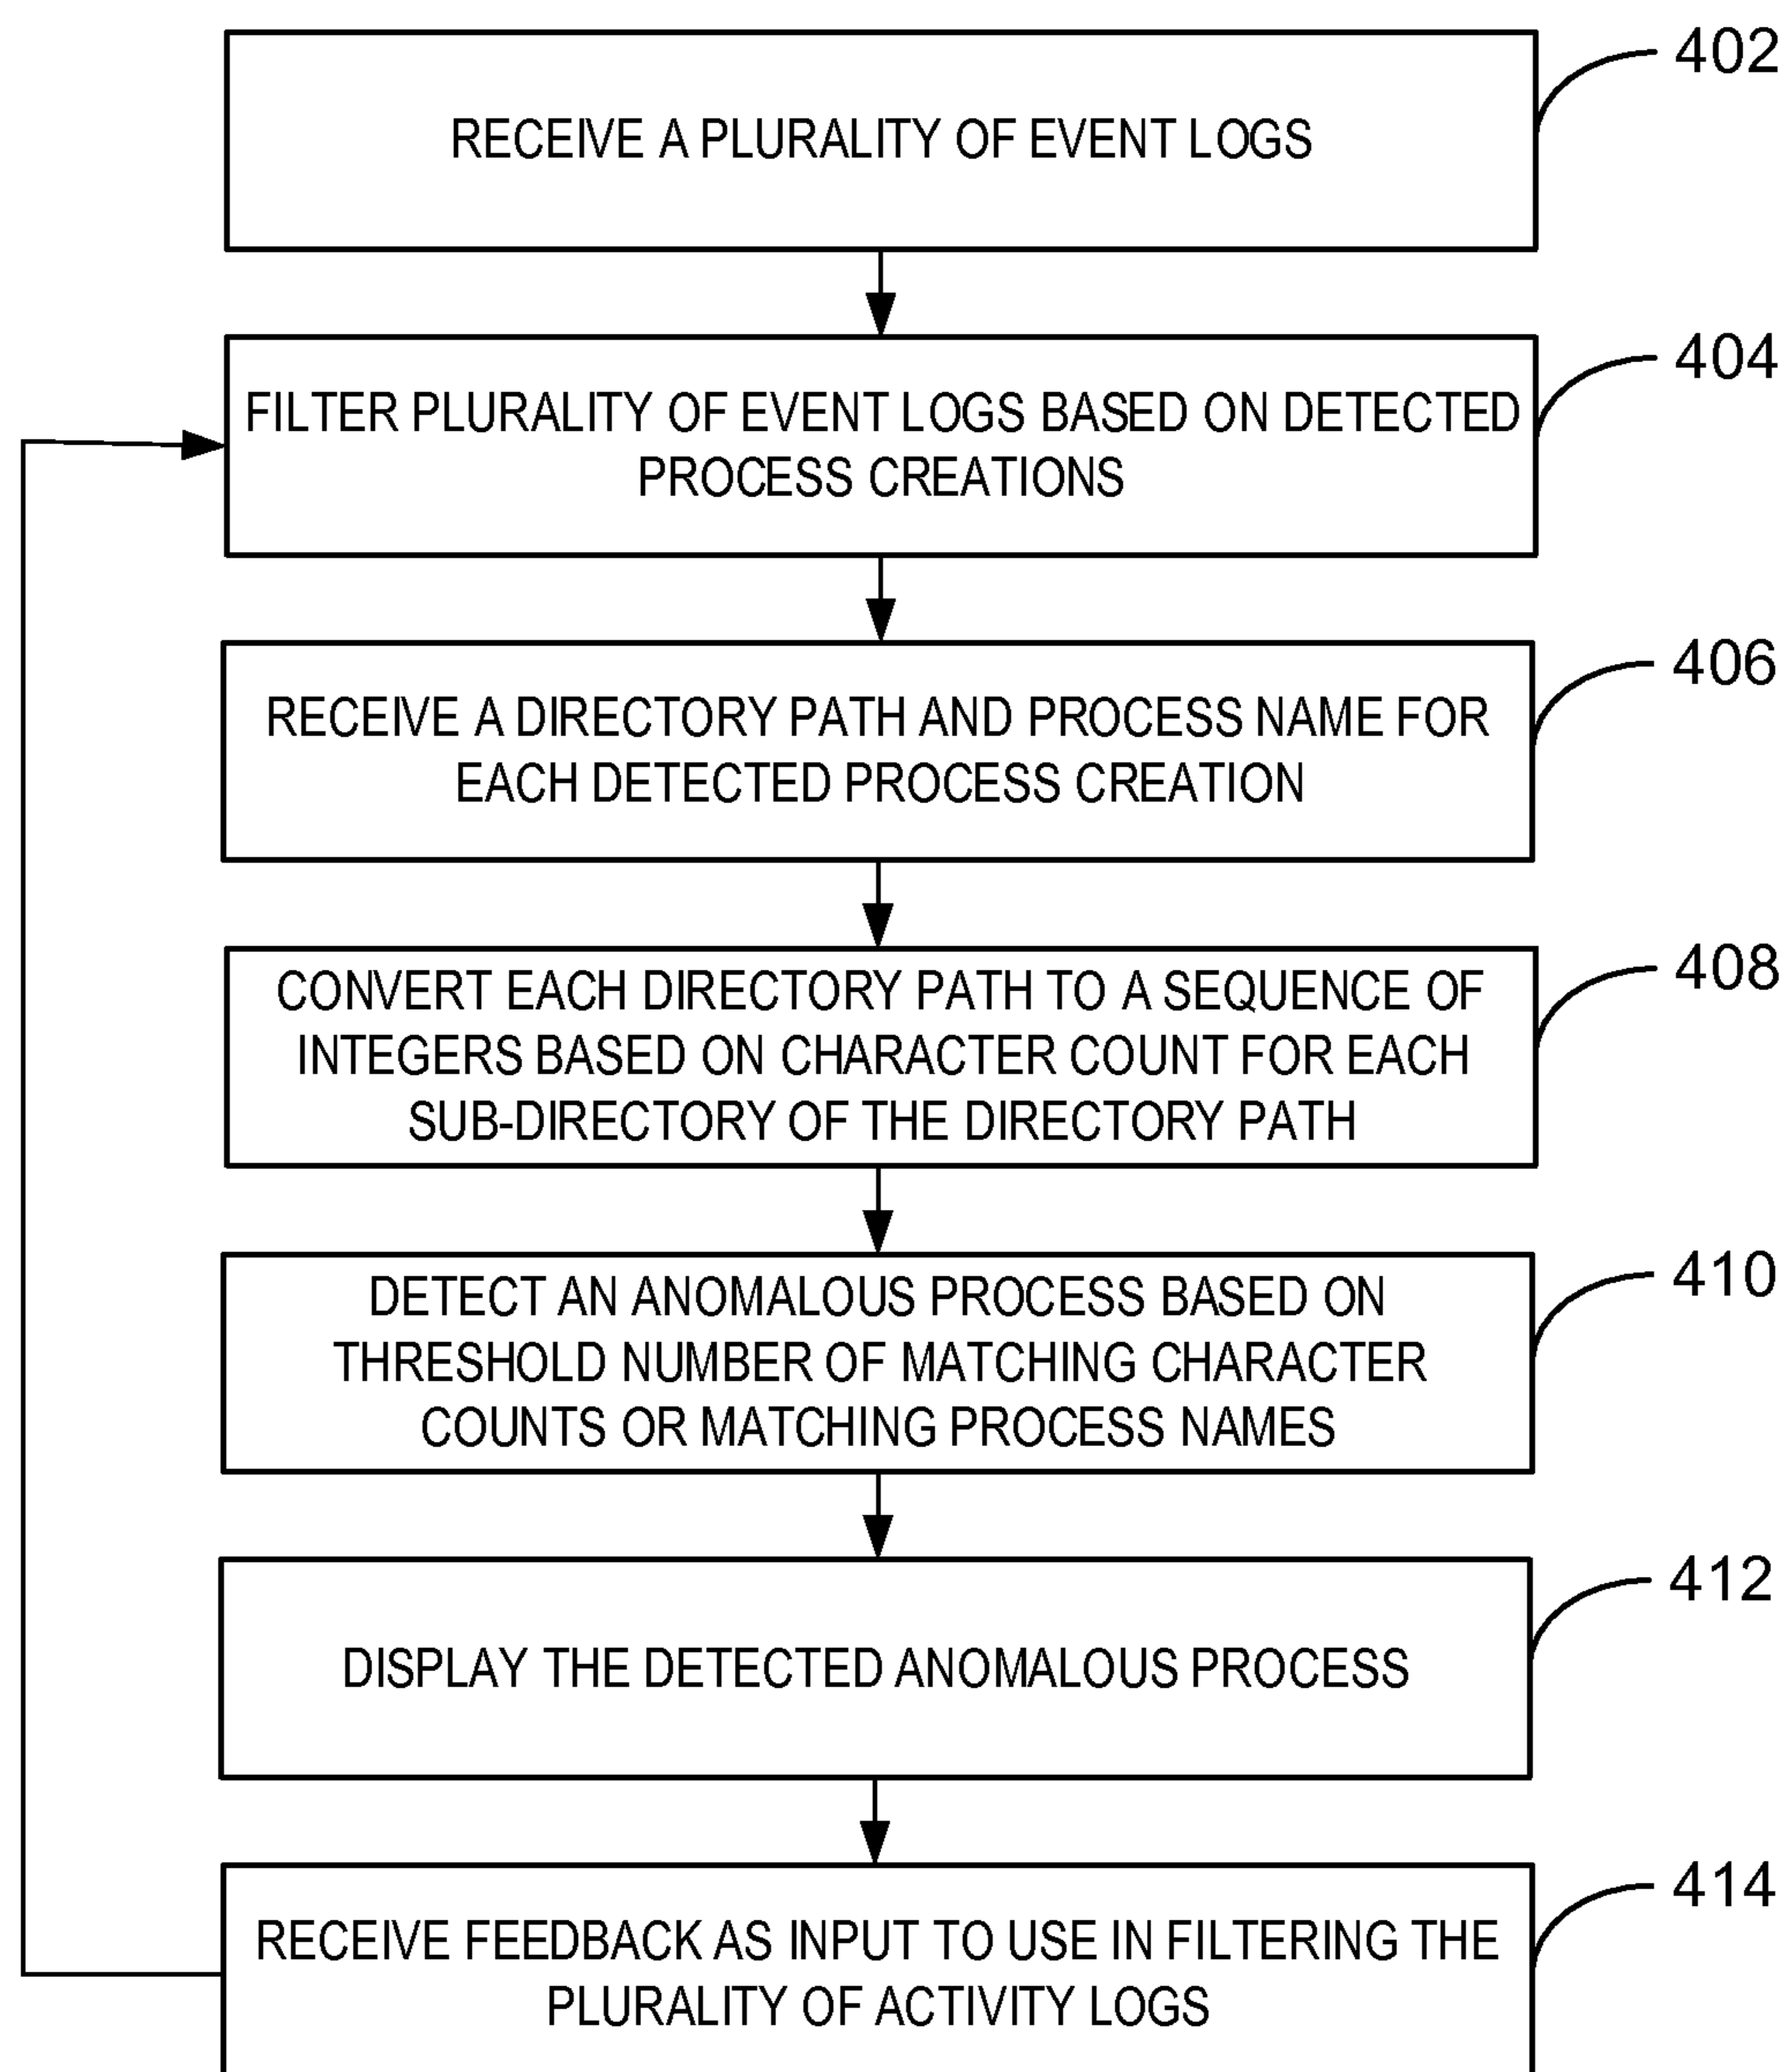 402
RECEIVE A PLURALITY OF EVENT LOGS
404
FILTER PLURALITY OF EVENT LOGS BASED ON DETECTED
PROCESS CREATIONS
406
RECEIVE A DIRECTORY PATH AND PROCESS NAME FOR
EACH DETECTED PROCESS CREATION
408
CONVERT EACH DIRECTORY PATH TO A SEQUENCE OF
INTEGERS BASED ON CHARACTER COUNT FOR EACH
SUB-DIRECTORY OF THE DIRECTORY PATH
410
DETECT AN ANOMALOUS PROCESS BASED ON
THRESHOLD NUMBER OF MATCHING CHARACTER
COUNTS OR MATCHING PROCESS NAMES
412
DISPLAY THE DETECTED ANOMALOUS PROCESS
414
RECEIVE FEEDBACK AS INPUT TO USE IN FILTERING THE
PLURALITY OF ACTIVITY LOGS